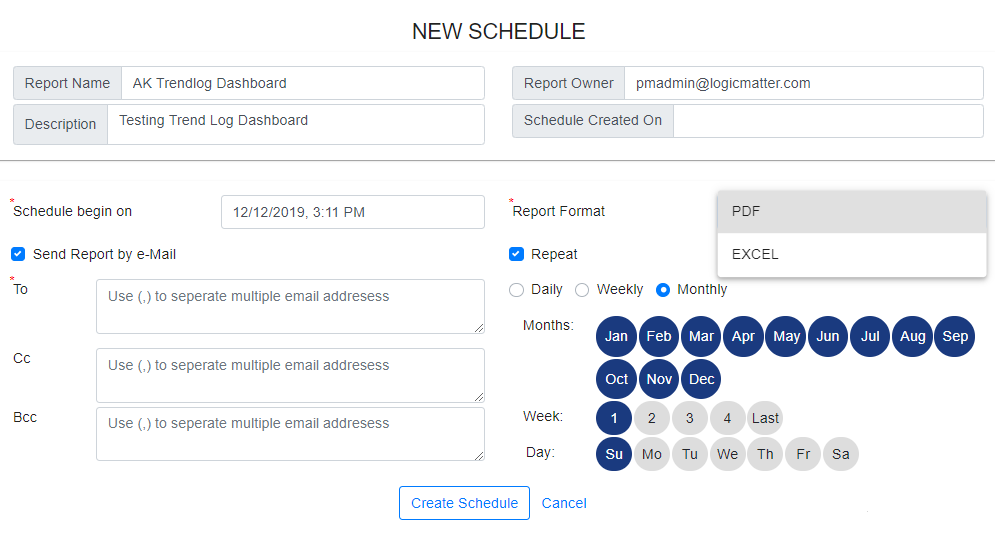 NEW SCHEDULE
Report Name AK Trendlog Dashboard
Report Owner pmadmin@logicmatter.com
Description Testing Trend Log Dashboard
Schedule Created On
*Schedule begin on 12/12/2019, 3:11 PM
*Report Format PDF
EXCEL
Send Report by e-Mail
Repeat
*To Use (,) to seperate multiple email addresess
Daily Weekly Monthly
Cc Use (,) to seperate multiple email addresess
Bcc Use (,) to seperate multiple email addresess
Months: Jan Feb Mar Apr May Jun Jul Aug Sep
Oct Nov Dec
Week: 1 2 3 4 Last
Day: Su Mo Tu We Th Fr Sa
Create Schedule Cancel